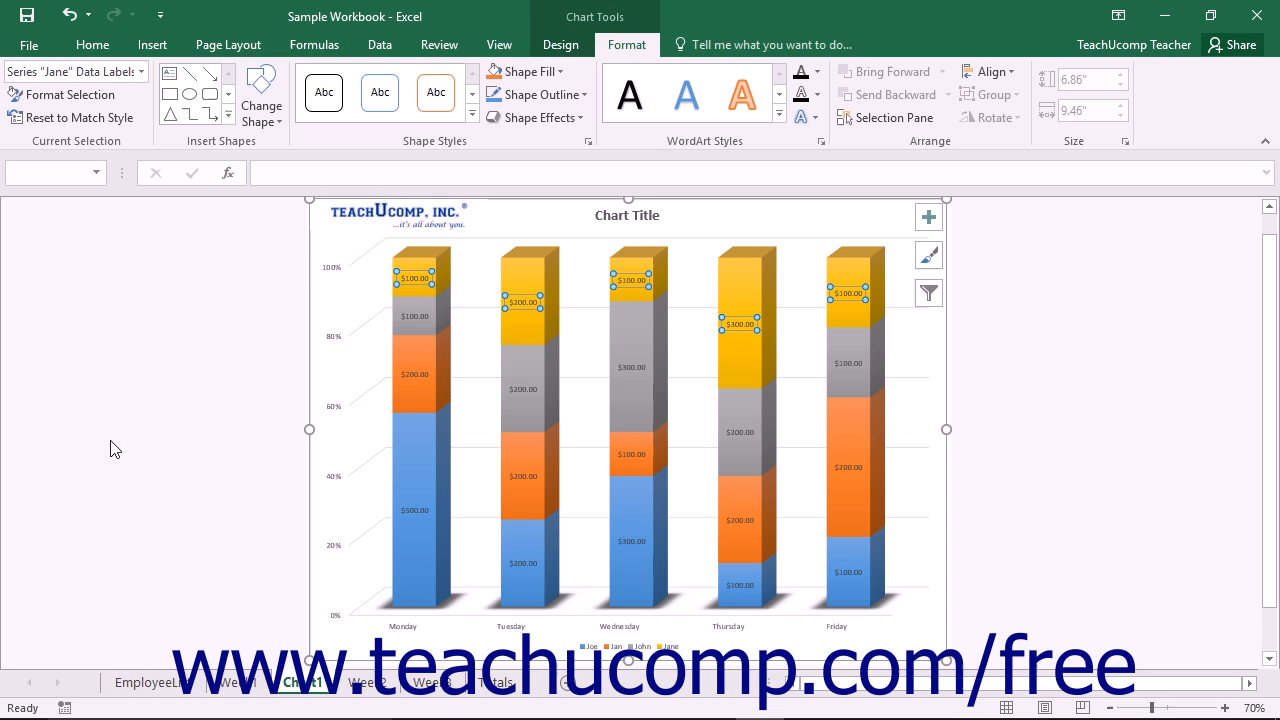 Sample Workbook - Excel
Chart Tools
File Home Insert Page Layout Formulas Data Review View Design Format Tell me what you want to do... TeachUcomp Teacher Share
Series "Jane" Data Labels
Format Selection
Reset to Match Style
Current Selection
Change
Shape
Insert Shapes
Abc Abc Abc
Shape Fill
Shape Outline
Shape Effects
Shape Styles
A A A
A
A
A
WordArt Styles
Bring Forward
Send Backward
Selection Pane
Align
Group
Rotate
Arrange
6.86"
9.46"
Size
fx
TEACHUCOMP, INC.®
...it's all about you.
Chart Title
100%
80%
60%
40%
20%
0%
$100.00 $200.00 $100.00 $300.00 $100.00
$100.00 $200.00 $300.00 $200.00 $100.00
$200.00 $200.00 $100.00 $200.00 $200.00
$500.00 $200.00 $300.00 $100.00 $100.00
Monday Tuesday Wednesday Thursday Friday
Joe Jan John Jane
www.teachucomp.com/free
Chart1 Totals
Ready
70%